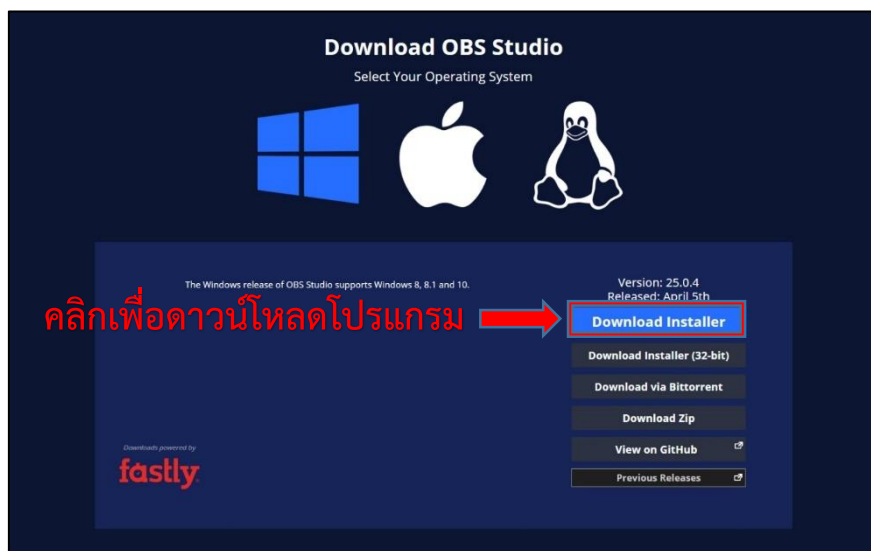 Download OBS Studio
Select Your Operating System
The Windows release of OBS Studio supports Windows 8, 8.1 and 10.
Version: 25.0.4
Released: April 5th
คลิกเพื่อดาวน์โหลดโปรแกรม
Download Installer
Download Installer (32-bit)
Download via Bittorrent
Download Zip
View on GitHub
Previous Releases
Downloads powered by
fastly